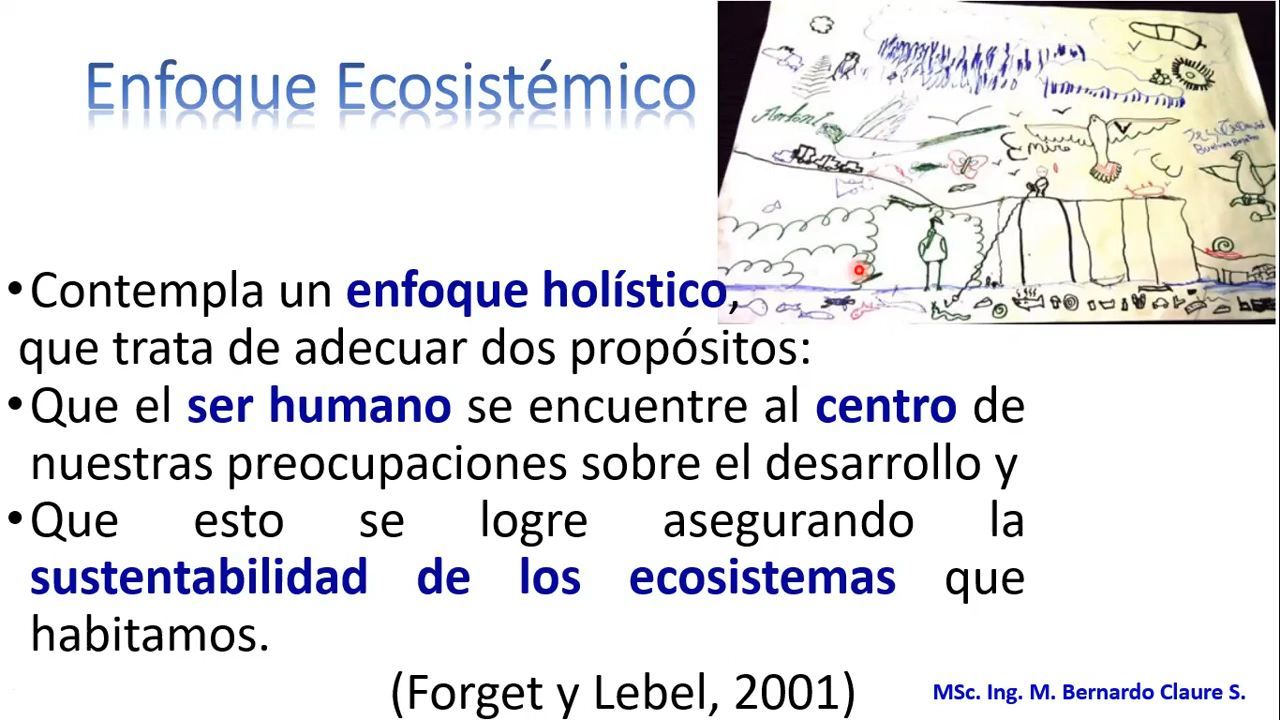 Enfoque Ecosistémico
•Contempla un enfoque holístico,
que trata de adecuar dos propósitos:
•Que el ser humano se encuentre al centro de
nuestras preocupaciones sobre el desarrollo y
•Que esto se logre asegurando la
sustentabilidad de los ecosistemas que
habitamos.
(Forget y Lebel, 2001)
MSc. Ing. M. Bernardo Claure S.